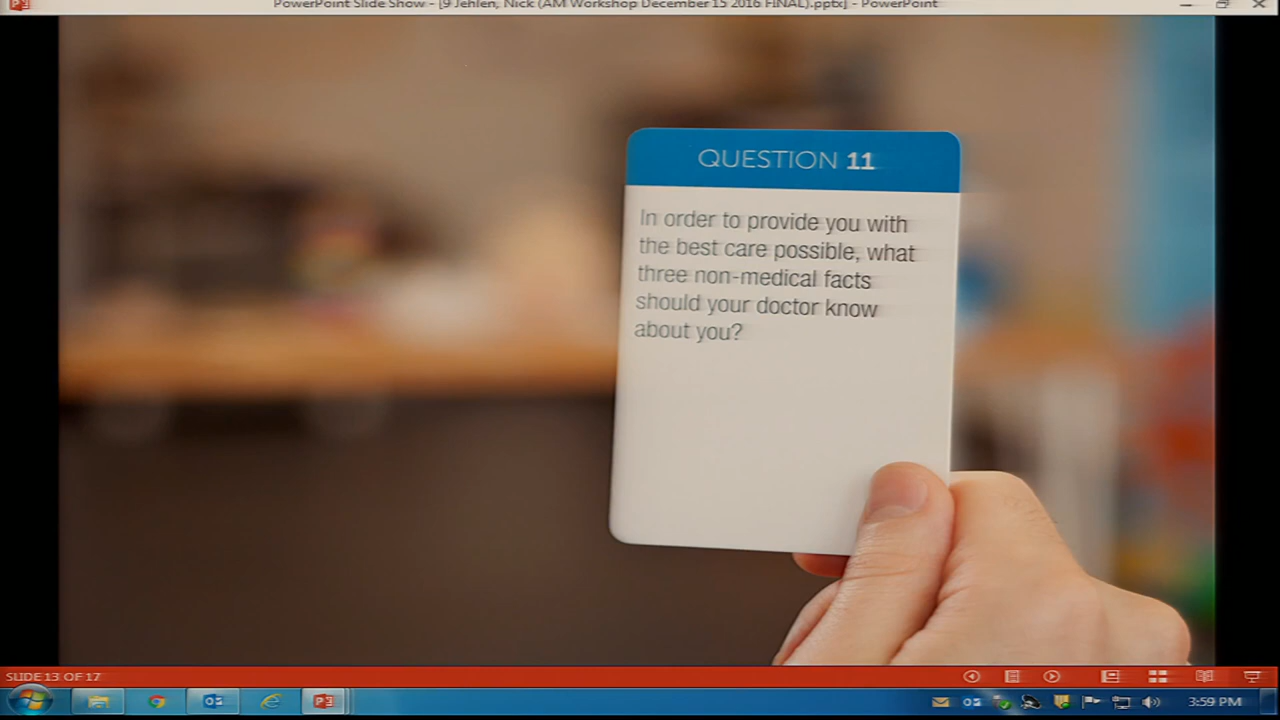 PowerPoint Slide Show - [9 Jehlen, Nick (AM Workshop December 15 2016 FINAL).pptx] - PowerPoint
QUESTION 11
In order to provide you with
the best care possible, what
three non-medical facts
should your doctor know
about you?
SLIDE 13 OF 17
3:59 PM